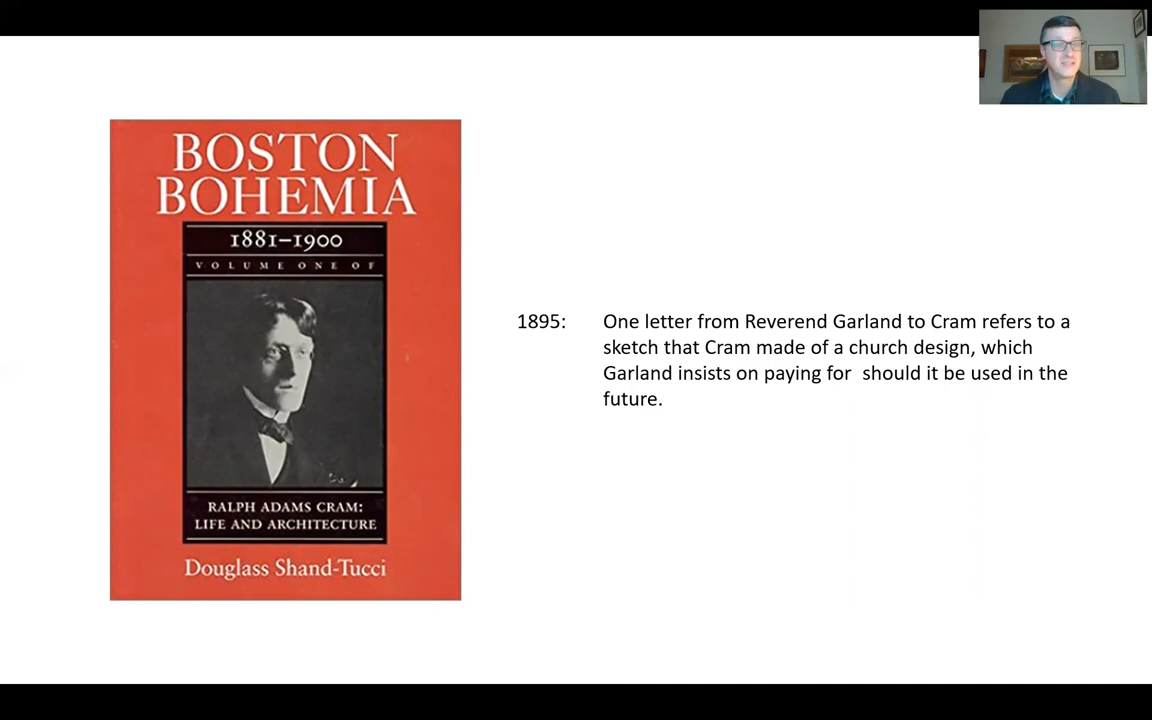 BOSTON
BOHEMIA
1881–1900
VOLUME ONE OF
RALPH ADAMS CRAM:
LIFE AND ARCHITECTURE
Douglass Shand-Tucci
1895: One letter from Reverend Garland to Cram refers to a
sketch that Cram made of a church design, which
Garland insists on paying for  should it be used in the
future.